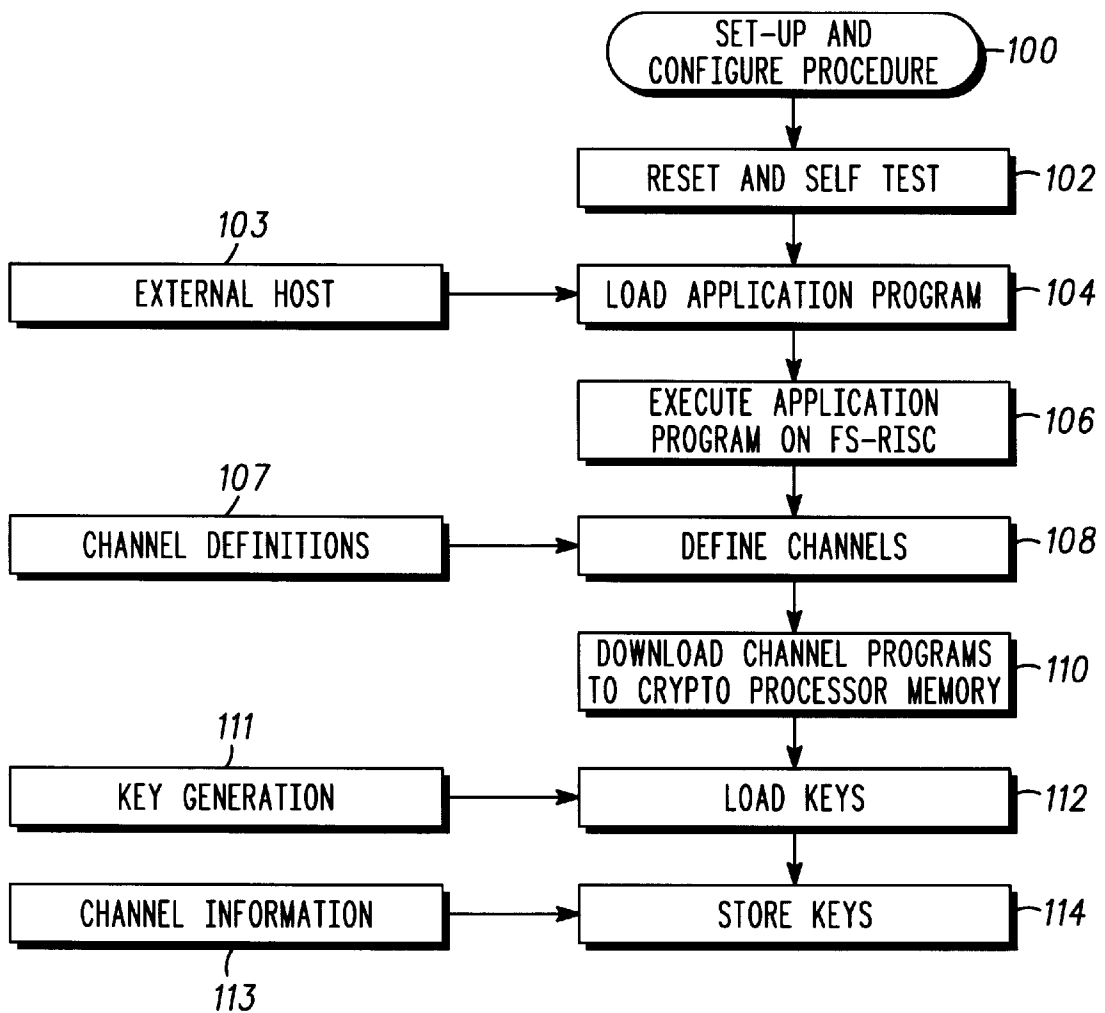 SET-UP AND
CONFIGURE PROCEDURE
100
RESET AND SELF TEST
102
103
EXTERNAL HOST
LOAD APPLICATION PROGRAM
104
EXECUTE APPLICATION
PROGRAM ON FS-RISC
106
107
CHANNEL DEFINITIONS
DEFINE CHANNELS
108
DOWNLOAD CHANNEL PROGRAMS
TO CRYPTO PROCESSOR MEMORY
110
111
KEY GENERATION
LOAD KEYS
112
CHANNEL INFORMATION
113
STORE KEYS
114